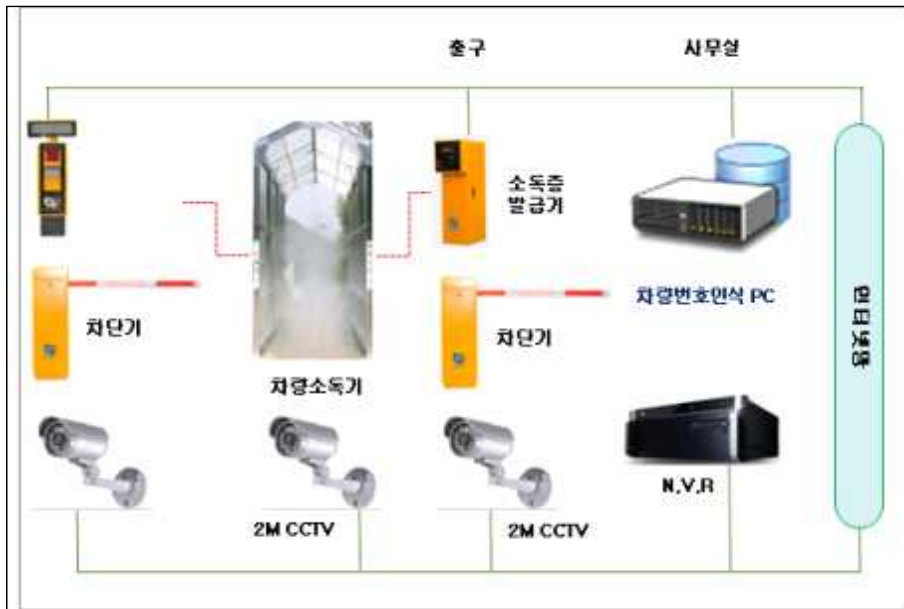 출구
사무실
소독증
발급기
차량번호인식 PC
인터넷망
차단기
차단기
차량소독기
N.V.R
2M CCTV
2M CCTV